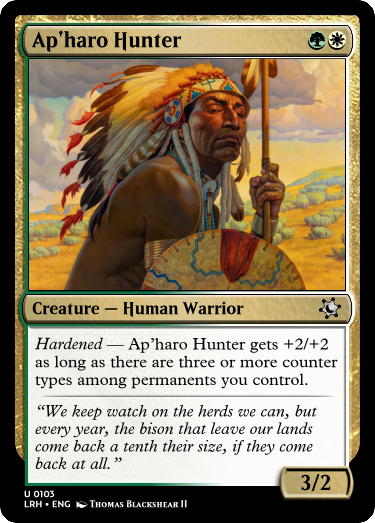 Ap'haro Hunter
Creature — Human Warrior
Hardened — Ap'haro Hunter gets +2/+2
as long as there are three or more counter
types among permanents you control.
“We keep watch on the herds we can, but
every year, the bison that leave our lands
come back a tenth their size, if they come
back at all.”
3/2
U 0103
LRH • ENG Thomas Blackshear II